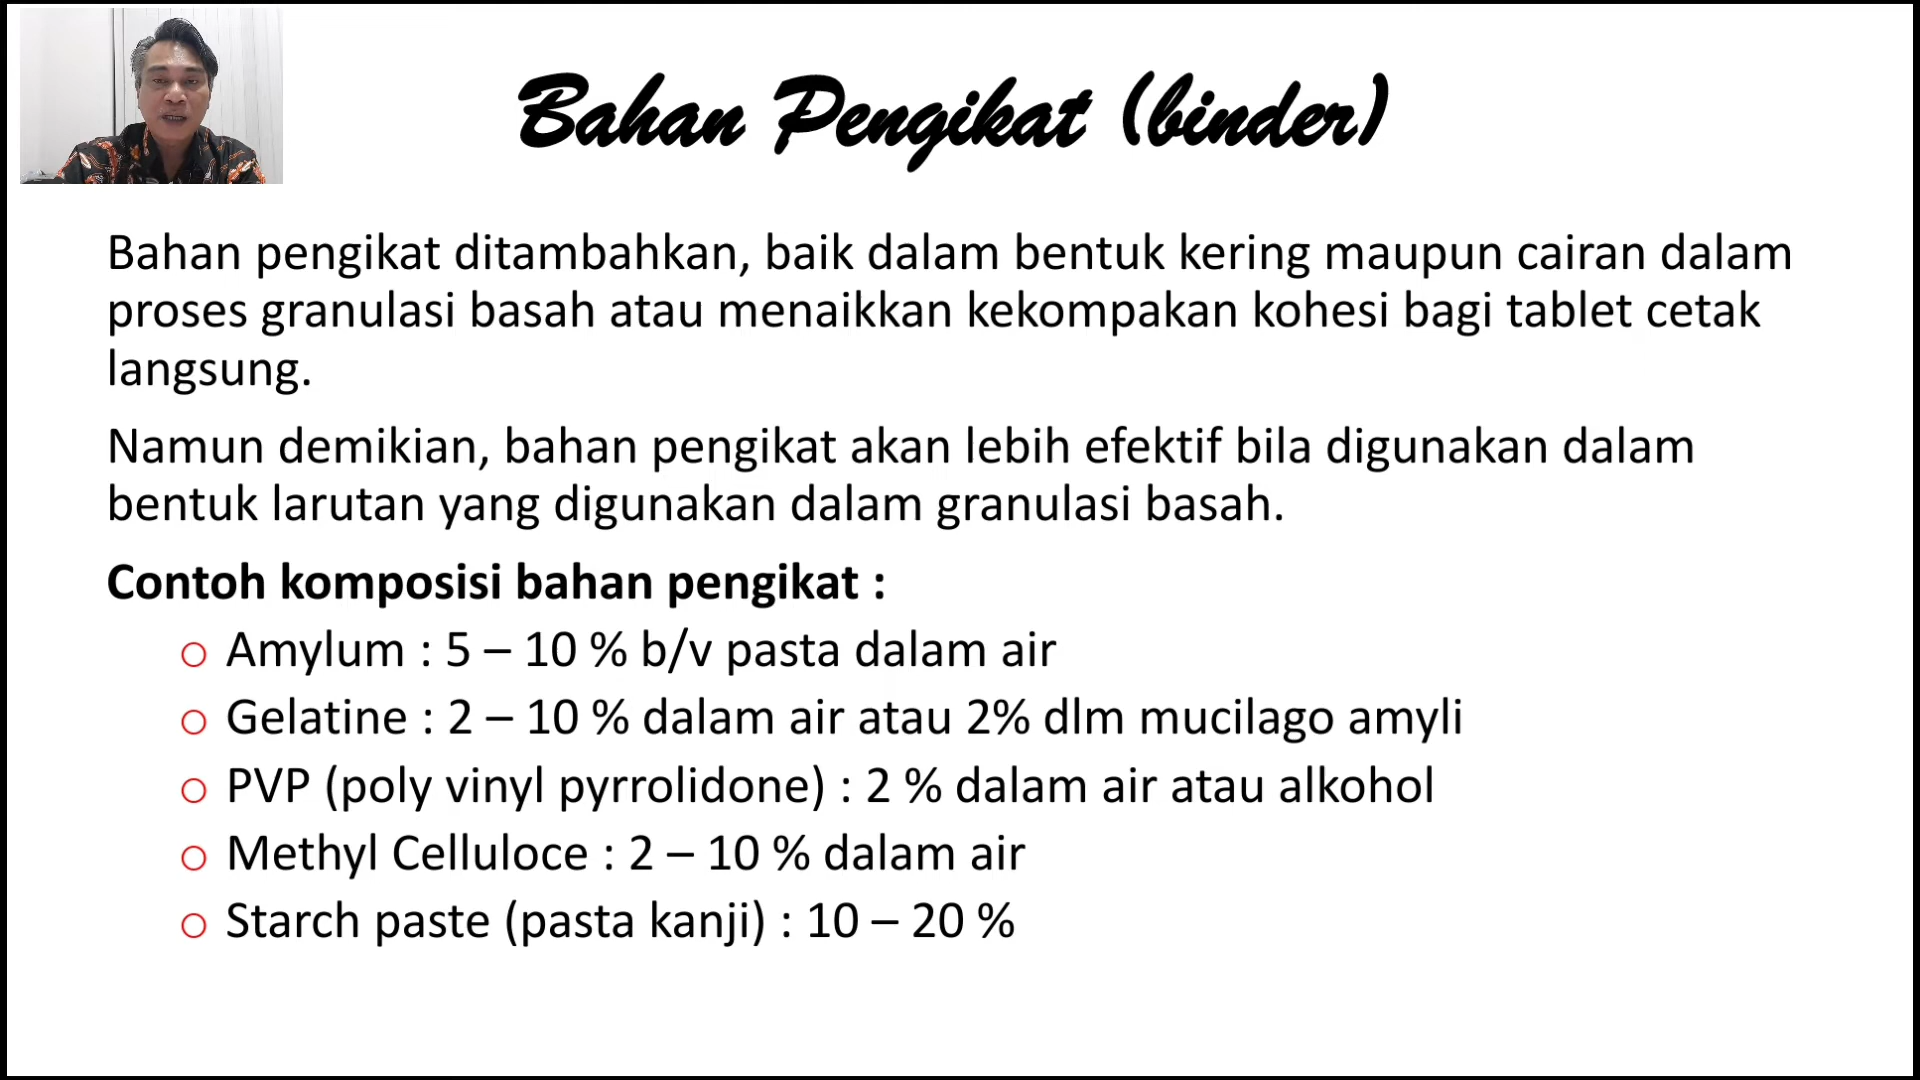 Bahan Pengikat (binder)
Bahan pengikat ditambahkan, baik dalam bentuk kering maupun cairan dalam
proses granulasi basah atau menaikkan kekompakan kohesi bagi tablet cetak
langsung.
Namun demikian, bahan pengikat akan lebih efektif bila digunakan dalam
bentuk larutan yang digunakan dalam granulasi basah.
Contoh komposisi bahan pengikat :
o Amylum : 5 – 10 % b/v pasta dalam air
o Gelatine : 2 – 10 % dalam air atau 2% dlm mucilago amyli
o PVP (poly vinyl pyrrolidone) : 2 % dalam air atau alkohol
o Methyl Celluloce : 2 – 10 % dalam air
o Starch paste (pasta kanji) : 10 – 20 %